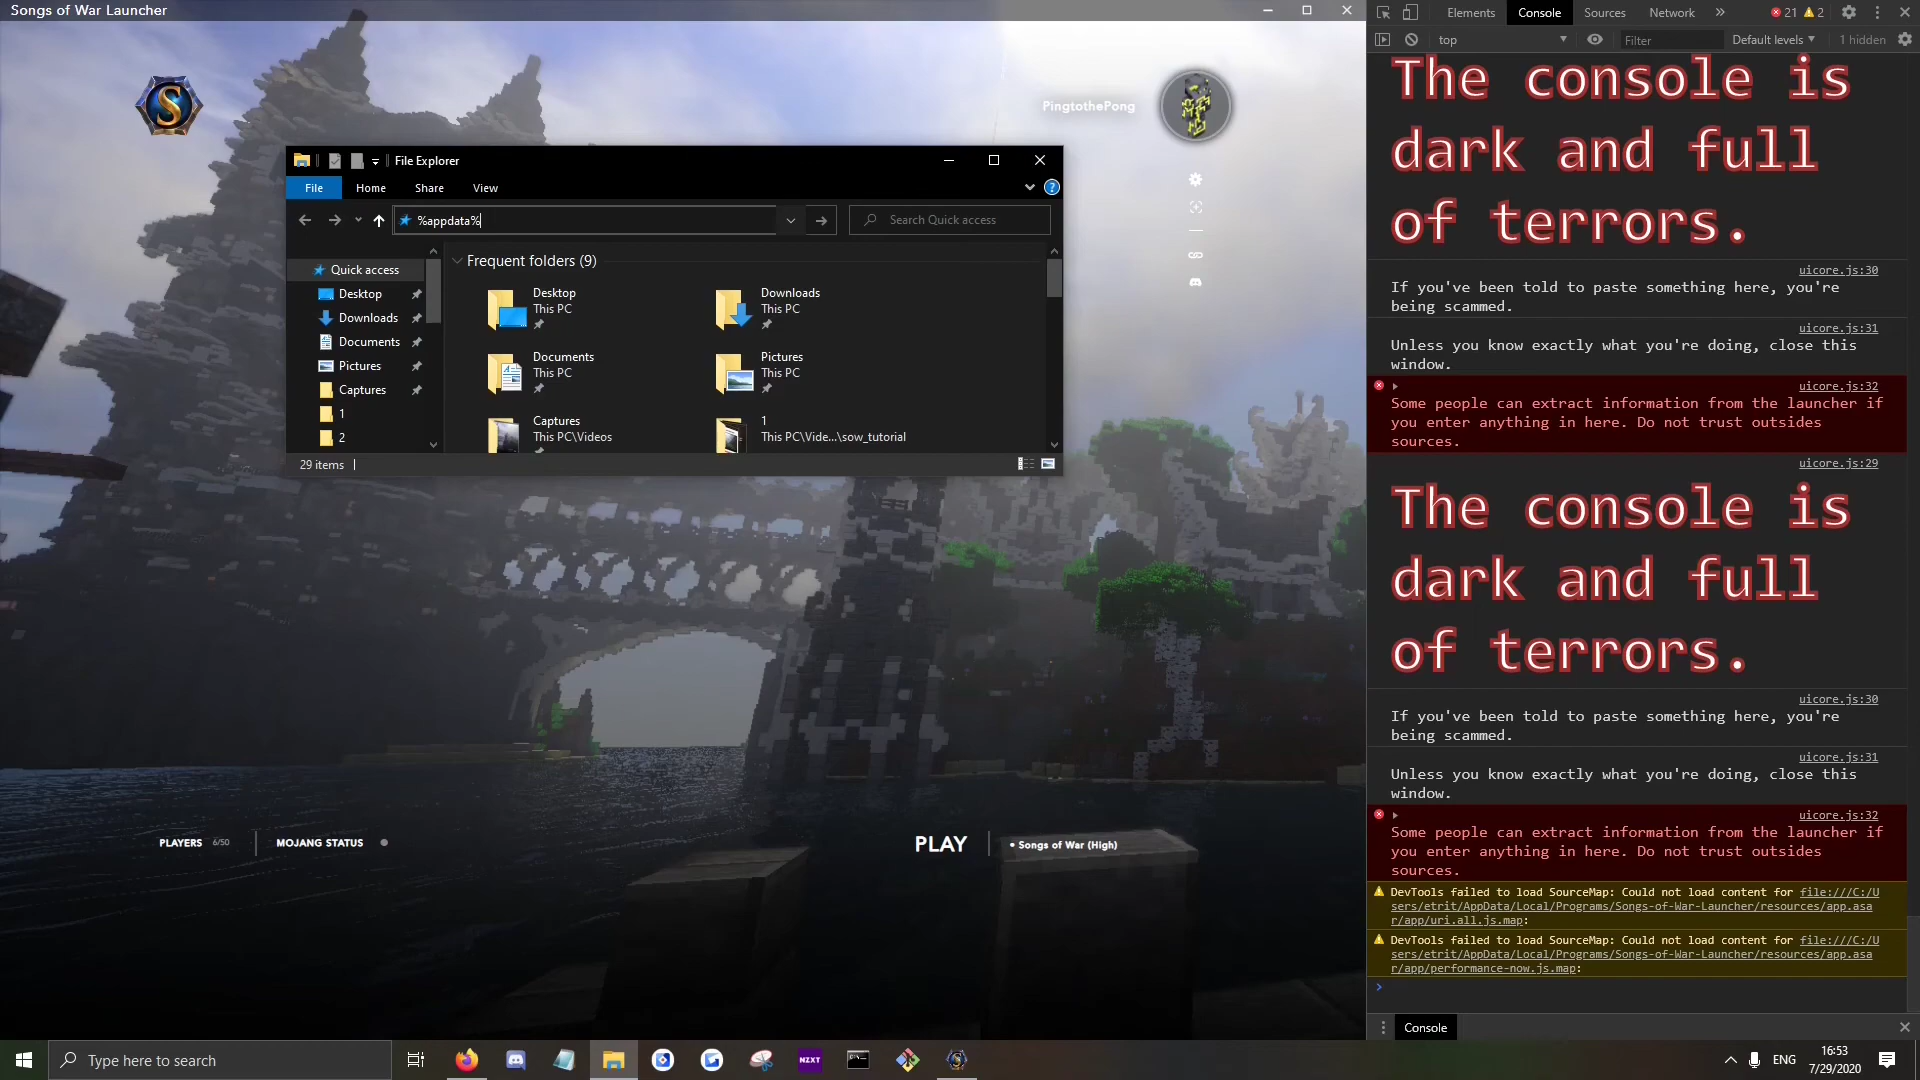 Songs of War Launcher
PingtothePong
File Explorer
File
Home
Share
View
%appdata%
Search Quick access
Quick access
Desktop
Downloads
Documents
Pictures
Captures
1
2
Frequent folders (9)
Desktop
This PC
Downloads
This PC
Documents
This PC
Pictures
This PC
Captures
This PC\Videos
1
This PC\Vide...\sow_tutorial
29 items
PLAYERS 6/50
MOJANG STATUS
PLAY
• Songs of War (High)
Elements
Console
Sources
Network
21
2
top
Filter
Default levels
1 hidden
The console is
dark and full
of terrors.
uicore.js:30
If you've been told to paste something here, you're
being scammed.
uicore.js:31
Unless you know exactly what you're doing, close this
window.
uicore.js:32
Some people can extract information from the launcher if
you enter anything in here. Do not trust outsides
sources.
uicore.js:29
The console is
dark and full
of terrors.
uicore.js:30
If you've been told to paste something here, you're
being scammed.
uicore.js:31
Unless you know exactly what you're doing, close this
window.
uicore.js:32
Some people can extract information from the launcher if
you enter anything in here. Do not trust outsides
sources.
DevTools failed to load SourceMap: Could not load content for file:///C:/U
sers/etrit/AppData/Local/Programs/Songs-of-War-Launcher/resources/app.asa
r/app/uri.all.js.map:
DevTools failed to load SourceMap: Could not load content for file:///C:/U
sers/etrit/AppData/Local/Programs/Songs-of-War-Launcher/resources/app.asa
r/app/performance-now.js.map:
Console
Type here to search
NZXT
ENG
16:53
7/29/2020